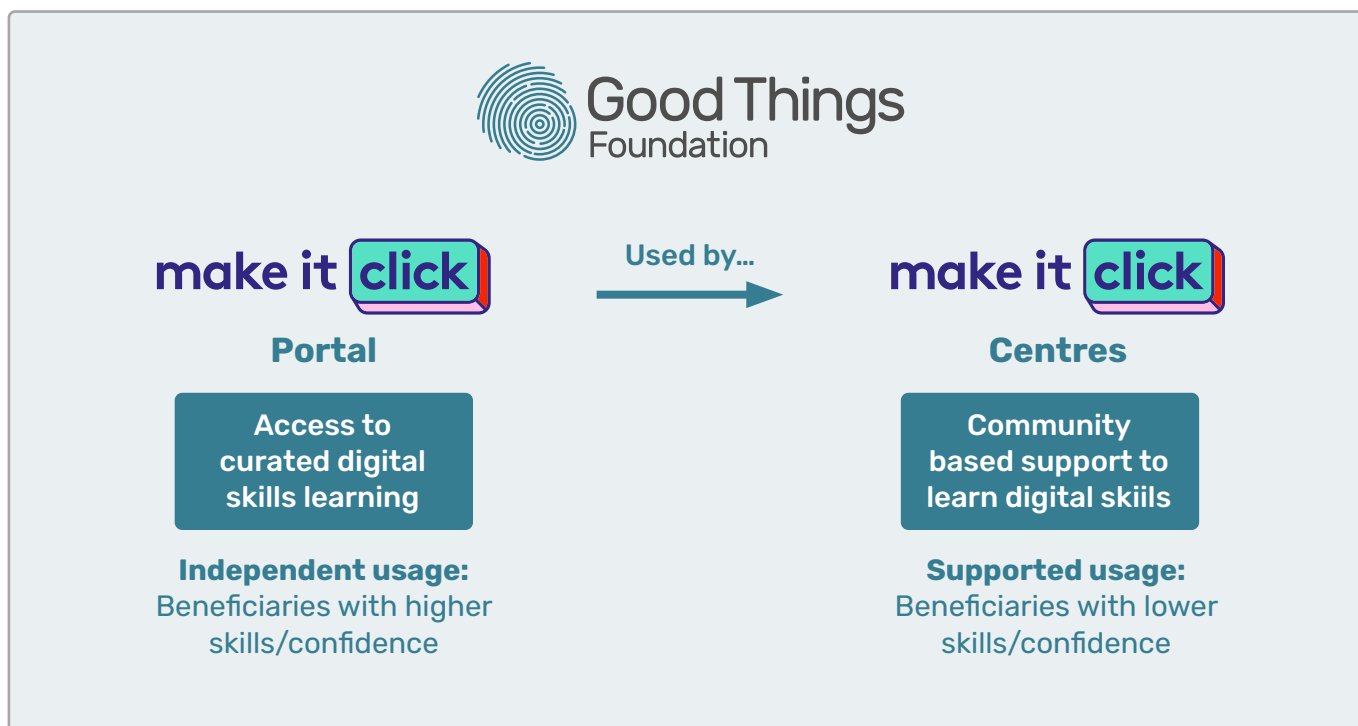 Good Things
Foundation
make it click
Used by...
make it click
Portal
Centres
Access to
curated digital
skills learning
Community
based support to
learn digital skiils
Independent usage:
Beneficiaries with higher
skills/confidence
Supported usage:
Beneficiaries with lower
skills/confidence